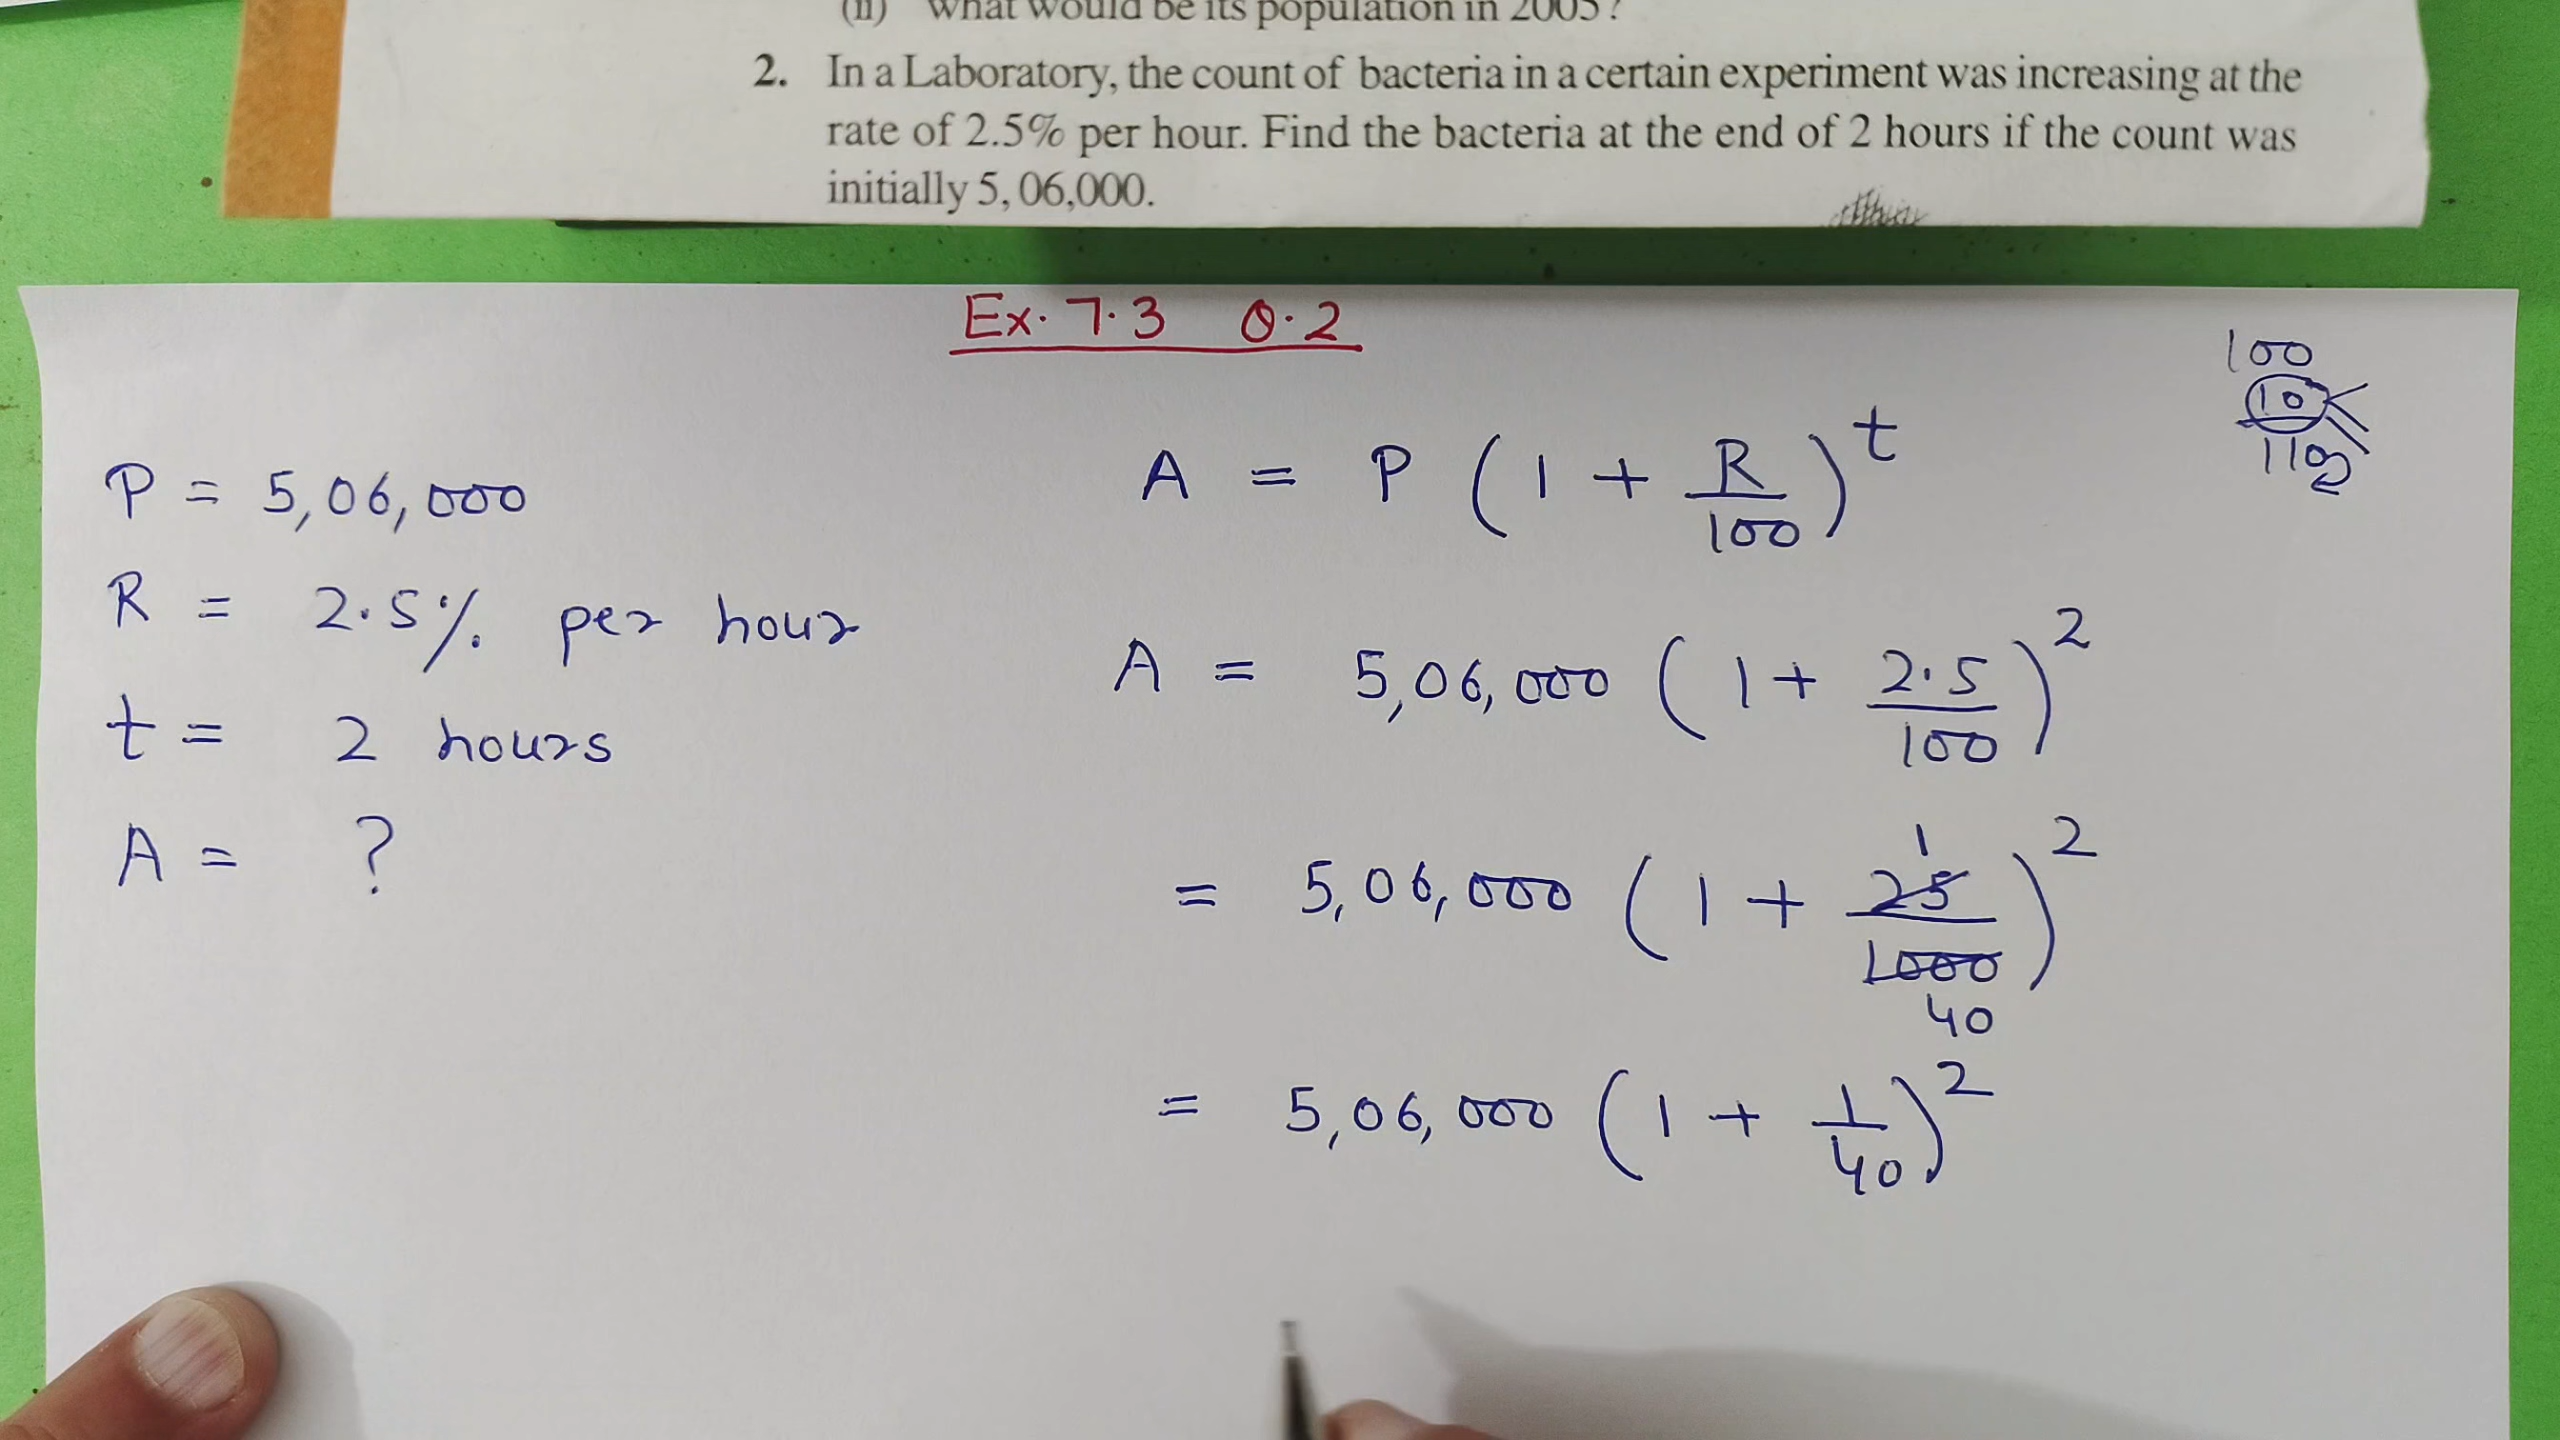 (ii) What would be its population in 2005?
2. In a Laboratory, the count of bacteria in a certain experiment was increasing at the
rate of 2.5% per hour. Find the bacteria at the end of 2 hours if the count was
initially 5, 06,000.
Ex. 7.3 Q.2
100
10
110
P = 5,06,000
R = 2.5% per hour
t = 2 hours
A = ?
A = P (1 + R/100)^t
A = 5,06,000 (1 + 2.5/100)^2
1
= 5,06,000 (1 + 25/1000)^2
40
= 5,06,000 (1 + 1/40)^2